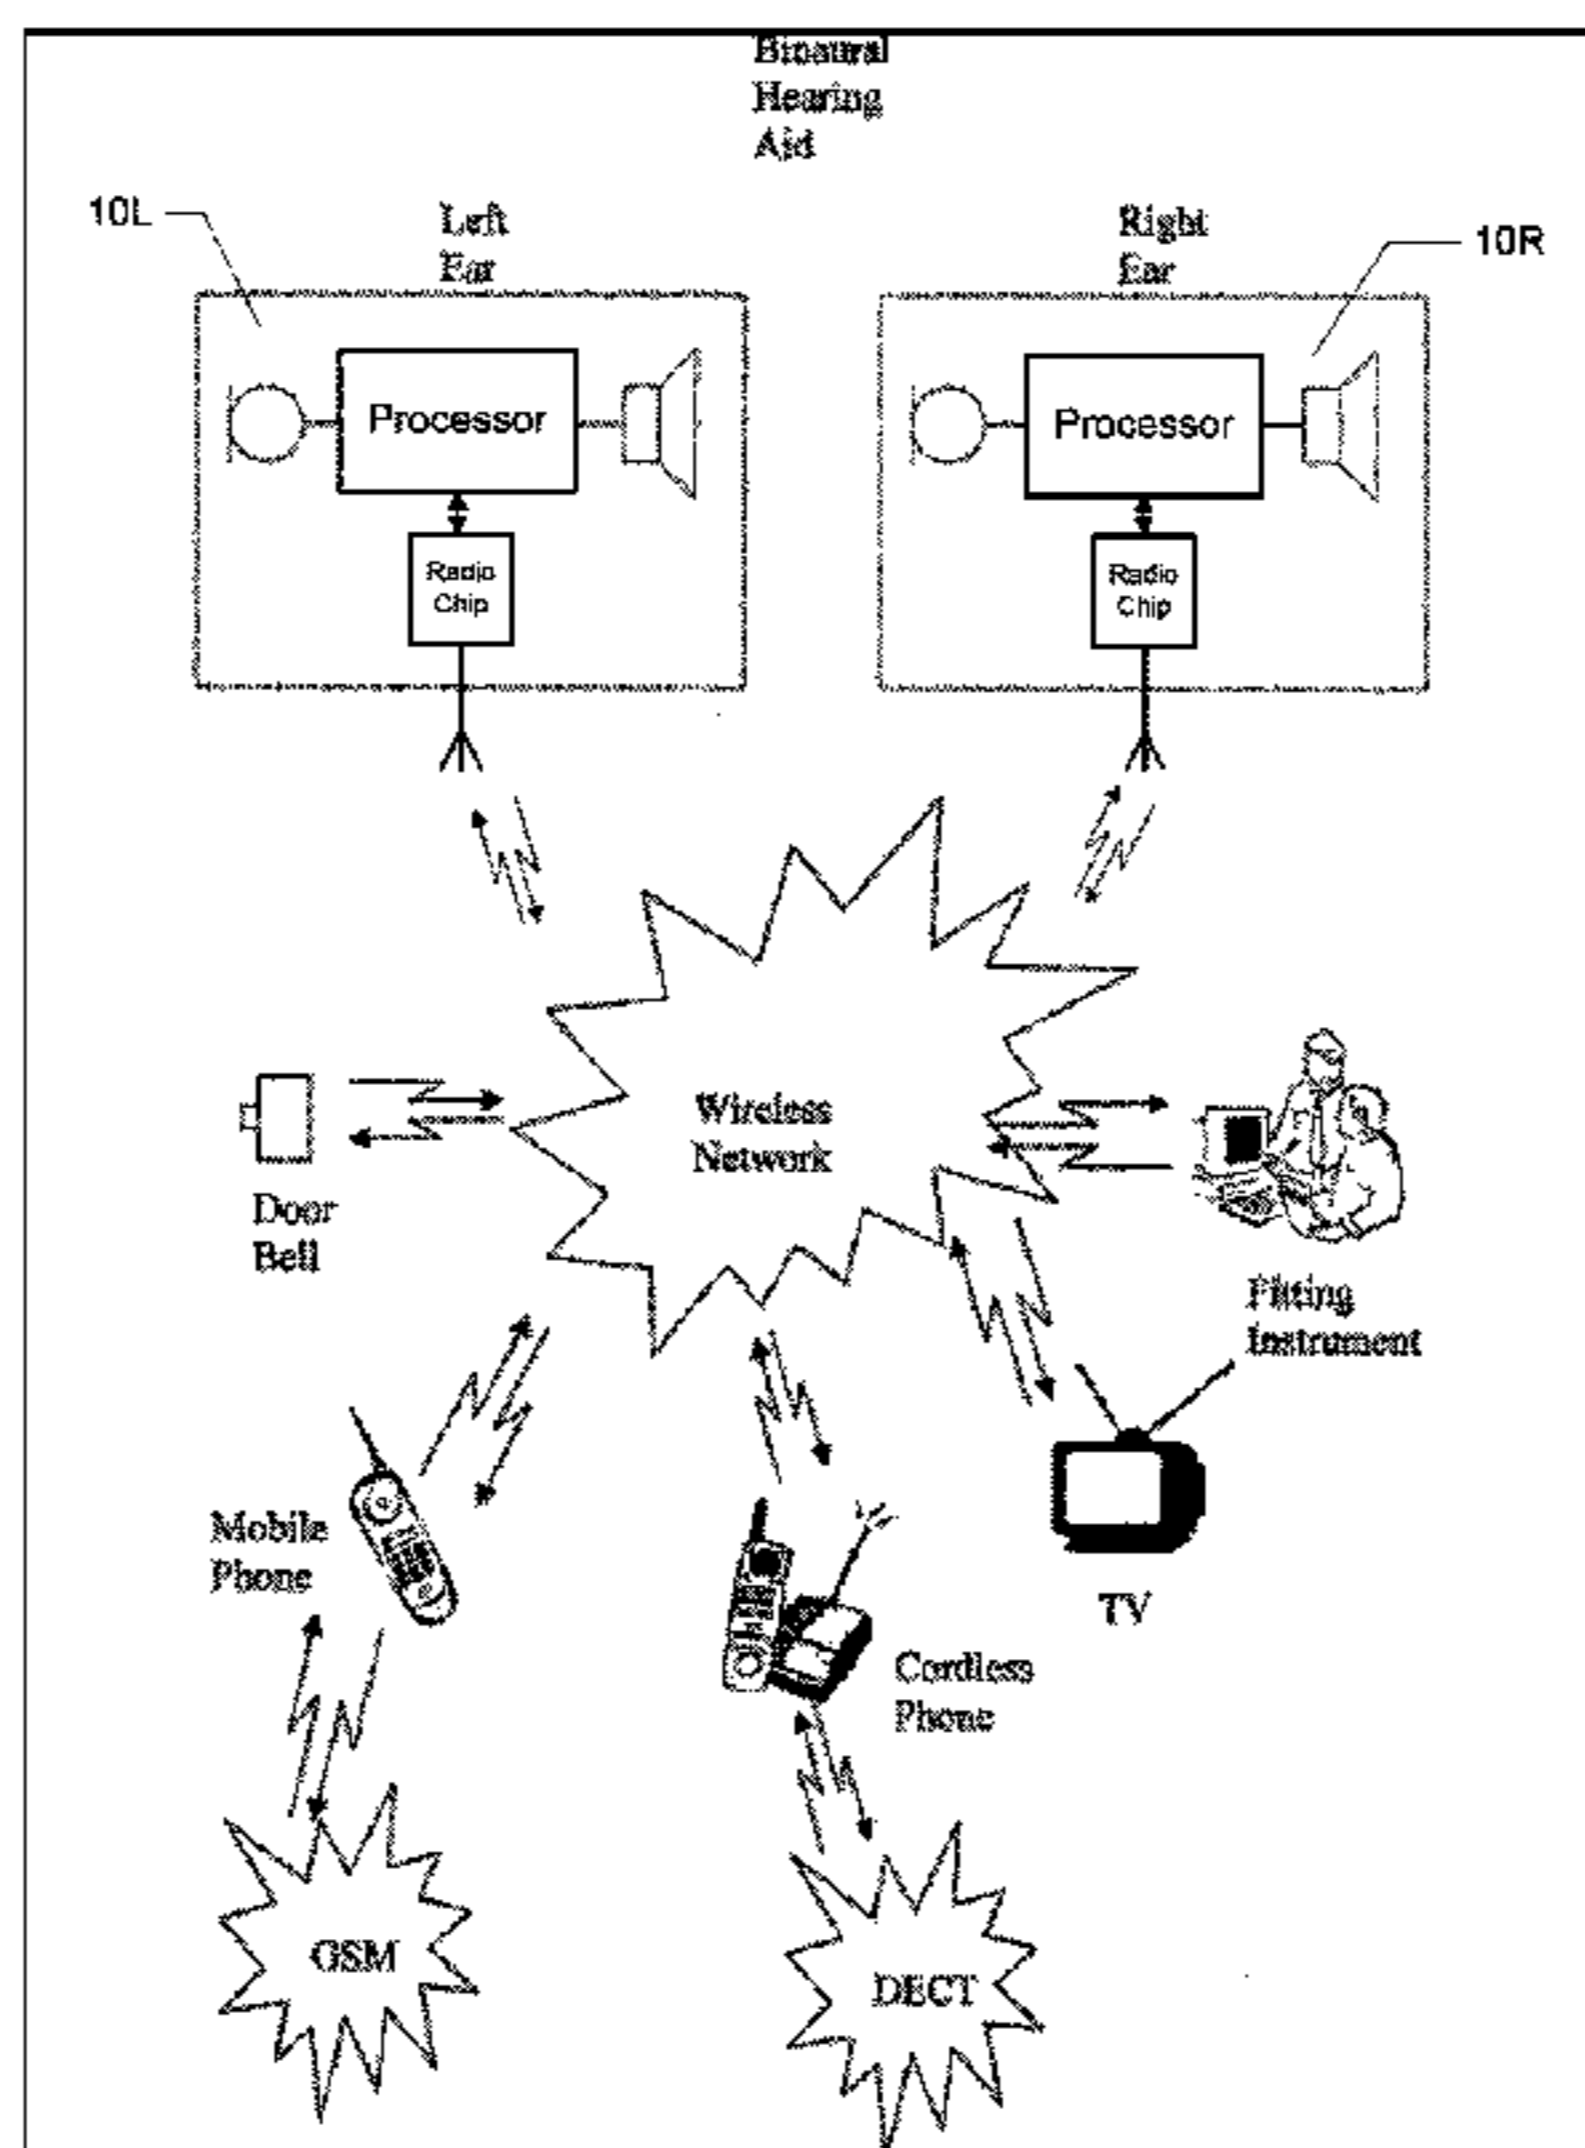 Binaural
Hearing
Aid
10L
Left
Ear
Right
Ear
10R
Processor
Processor
Radio
Chip
Radio
Chip
Wireless
Network
Door
Bell
Fitting
Instrument
Mobile
Phone
TV
Cordless
Phone
GSM
DECT